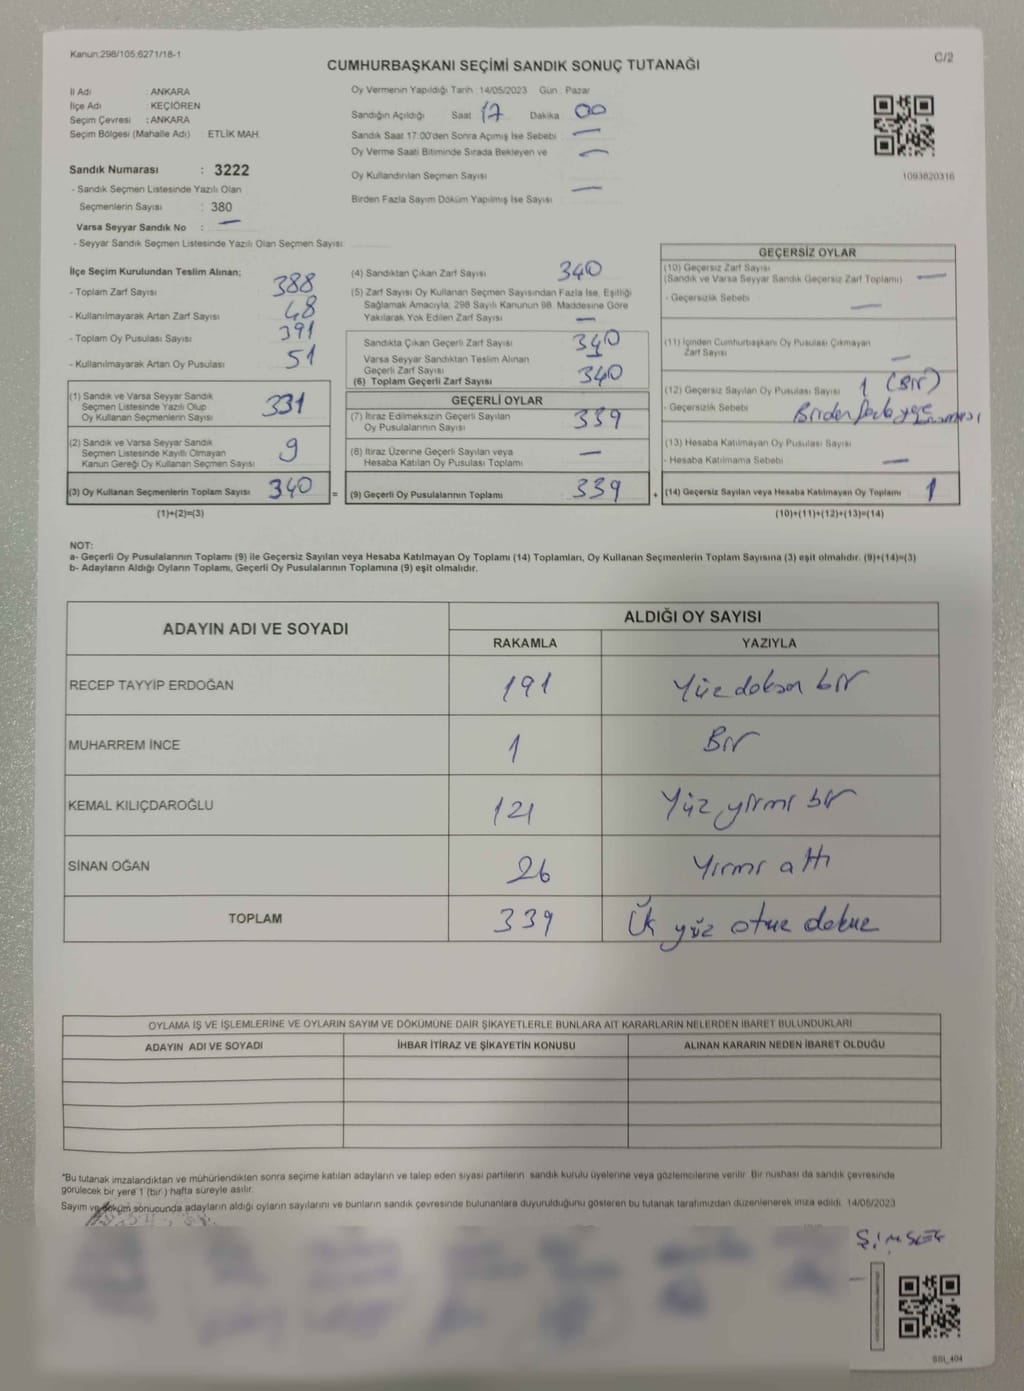 Kanun:298/105;6271/18-1
C/2
CUMHURBAŞKANI SEÇİMİ SANDIK SONUÇ TUTANAĞI
İl Adı : ANKARA
İlçe Adı : KEÇİÖREN
Seçim Çevresi : ANKARA
Seçim Bölgesi (Mahalle Adı) : ETLİK MAH.
Sandık Numarası : 3222
- Sandık Seçmen Listesinde Yazılı Olan
Seçmenlerin Sayısı : 380
Varsa Seyyar Sandık No : —
- Seyyar Sandık Seçmen Listesinde Yazılı Olan Seçmen Sayısı:
Oy Vermenin Yapıldığı Tarih : 14/05/2023 Gün : Pazar
Sandığın Açıldığı Saat 17 Dakika 00
Sandık Saat 17:00'den Sonra Açımış İse Sebebi —
Oy Verme Saati Bitiminde Sırada Bekleyen ve —
Oy Kullandırılan Seçmen Sayısı
Birden Fazla Sayım Döküm Yapılmış İse Sayısı —
1093820316
İlçe Seçim Kurulundan Teslim Alınan;
- Toplam Zarf Sayısı 388
- Kullanılmayarak Artan Zarf Sayısı 48
- Toplam Oy Pusulası Sayısı 391
- Kullanılmayarak Artan Oy Pusulası 51
(1) Sandık ve Varsa Seyyar Sandık
Seçmen Listesinde Yazılı Olup
Oy Kullanan Seçmenlerin Sayısı 331
(2) Sandık ve Varsa Seyyar Sandık
Seçmen Listesinde Kayıtlı Olmayan
Kanun Gereği Oy Kullanan Seçmen Sayısı 9
(3) Oy Kullanan Seçmenlerin Toplam Sayısı 340
(1)+(2)=(3)
(4) Sandıktan Çıkan Zarf Sayısı 340
(5) Zarf Sayısı Oy Kullanan Seçmen Sayısından Fazla İse, Eşitliği
Sağlamak Amacıyla, 298 Sayılı Kanunun 98. Maddesine Göre
Yakılarak Yok Edilen Zarf Sayısı —
Sandıkta Çıkan Geçerli Zarf Sayısı 340
Varsa Seyyar Sandıktan Teslim Alınan
Geçerli Zarf Sayısı
(6) Toplam Geçerli Zarf Sayısı 340
GEÇERLİ OYLAR
(7) İtiraz Edilmeksizin Geçerli Sayılan
Oy Pusulalarının Sayısı 339
(8) İtiraz Üzerine Geçerli Sayılan veya
Hesaba Katılan Oy Pusulası Toplamı —
= (9) Geçerli Oy Pusulalarının Toplamı 339 +
GEÇERSİZ OYLAR
(10) Geçersiz Zarf Sayısı
(Sandık ve Varsa Seyyar Sandık Geçersiz Zarf Toplamı) —
- Geçersizlik Sebebi —
(11) İçinden Cumhurbaşkanı Oy Pusulası Çıkmayan
Zarf Sayısı —
(12) Geçersiz Sayılan Oy Pusulası Sayısı 1 (Bir)
- Geçersizlik Sebebi Birden
(13) Hesaba Katılmayan Oy Pusulası Sayısı
- Hesaba Katılmama Sebebi —
(14) Geçersiz Sayılan veya Hesaba Katılmayan Oy Toplamı 1
(10)+(11)+(12)+(13)=(14)
NOT:
a- Geçerli Oy Pusulalarının Toplamı (9) ile Geçersiz Sayılan veya Hesaba Katılmayan Oy Toplamı (14) Toplamları, Oy Kullanan Seçmenlerin Toplam Sayısına (3) eşit olmalıdır. (9)+(14)=(3)
b- Adayların Aldığı Oyların Toplamı, Geçerli Oy Pusulalarının Toplamına (9) eşit olmalıdır.
ADAYIN ADI VE SOYADI
ALDIĞI OY SAYISI
RAKAMLA YAZIYLA
RECEP TAYYİP ERDOĞAN 191 Yüz doksan bir
MUHARREM İNCE 1 Bir
KEMAL KILIÇDAROĞLU 121 Yüz yirmi bir
SİNAN OĞAN 26 Yirmi altı
TOPLAM 339 Üç yüz otuz dokuz
OYLAMA İŞ VE İŞLEMLERİNE VE OYLARIN SAYIM VE DÖKÜMÜNE DAİR ŞİKAYETLERLE BUNLARA AİT KARARLARIN NELERDEN İBARET BULUNDUKLARI
ADAYIN ADI VE SOYADI İHBAR İTİRAZ VE ŞİKAYETİN KONUSU ALINAN KARARIN NEDEN İBARET OLDUĞU
*Bu tutanak imzalandıktan ve mühürlendikten sonra seçime katılan adayların ve talep eden siyasi partilerin sandık kurulu üyelerine veya gözlemcilerine verilir. Bir nushası da sandık çevresinde
görülecek bir yere 1 (bir) hafta süreyle asılır.
Sayım ve döküm sonucunda adayların aldığı oyların sayılarını ve bunların sandık çevresinde bulunanlara duyurulduğunu gösteren bu tutanak tarafımızdan düzenlenerek imza edildi. 14/05/2023
ŞİMŞEK
SSI_404